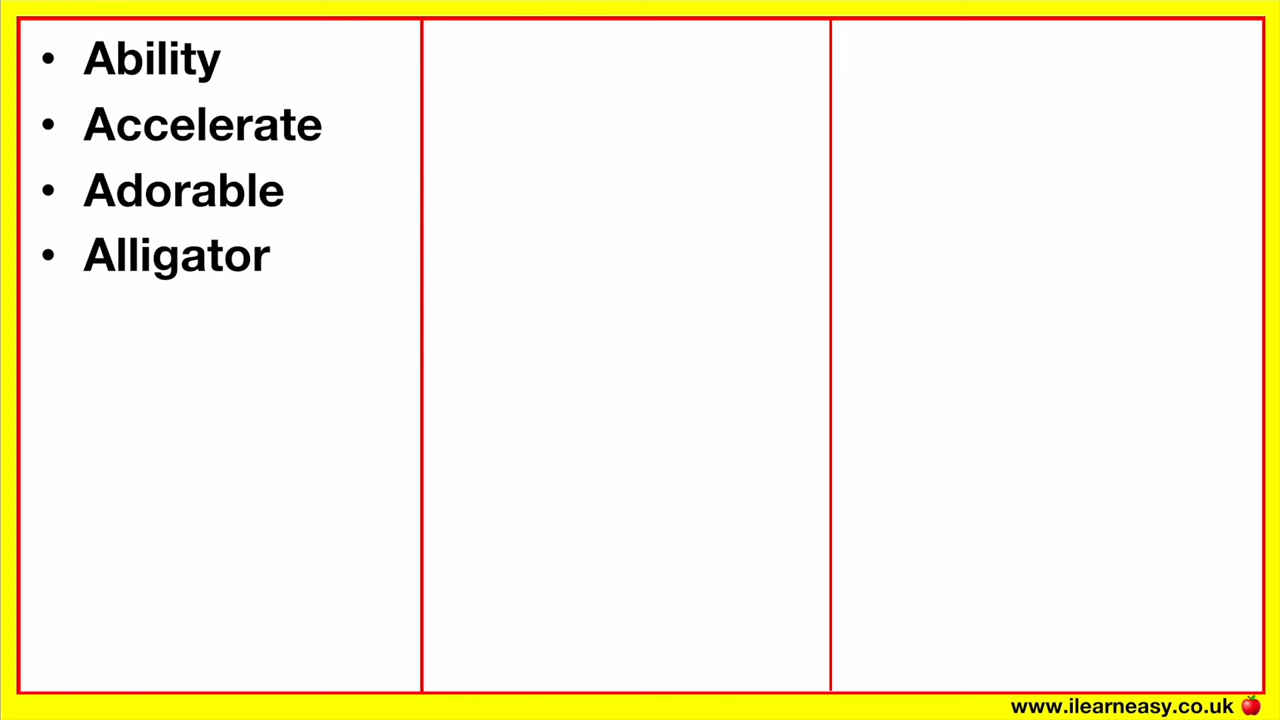 • Ability
• Accelerate
• Adorable
• Alligator
www.ilearneasy.co.uk